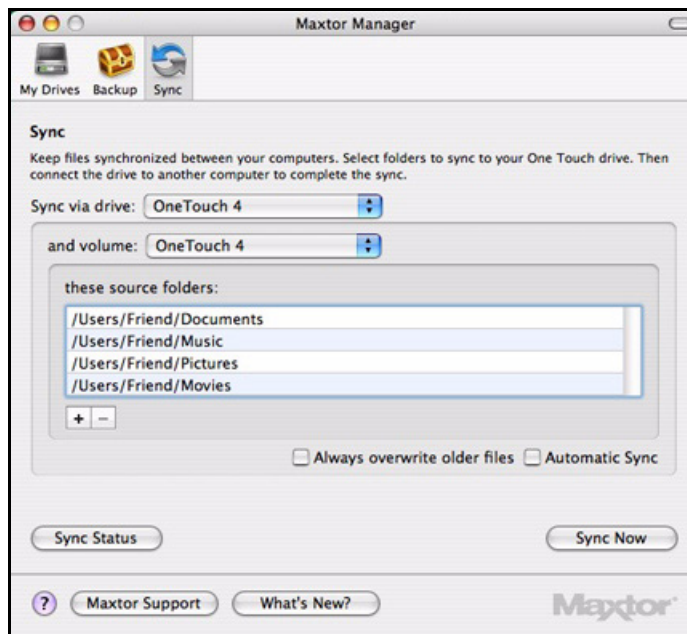 Maxtor Manager
My Drives Backup Sync
Sync
Keep files synchronized between your computers. Select folders to sync to your One Touch drive. Then
connect the drive to another computer to complete the sync.
Sync via drive: OneTouch 4
and volume: OneTouch 4
these source folders:
/Users/Friend/Documents
/Users/Friend/Music
/Users/Friend/Pictures
/Users/Friend/Movies
+ −
Always overwrite older files Automatic Sync
Sync Status Sync Now
? Maxtor Support What's New? Maxtor